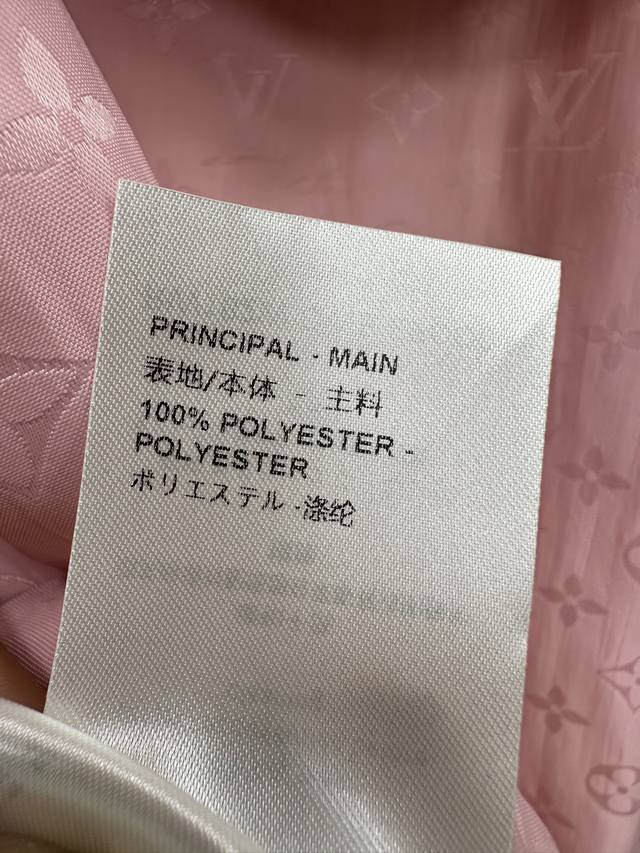 PRINCIPAL - MAIN
表地/本体 - 主料
100% POLYESTER -
POLYESTER
ポリエステル - 涤纶